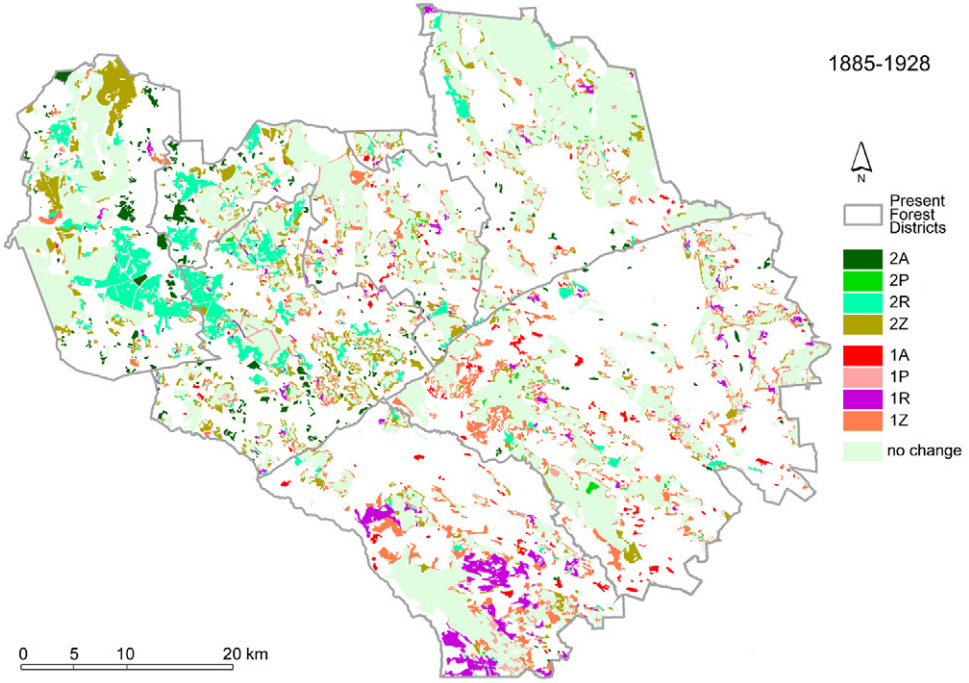 1885-1928
N
Present
Forest
Districts
2A
2P
2R
2Z
1A
1P
1R
1Z
no change
0 5 10 20 km